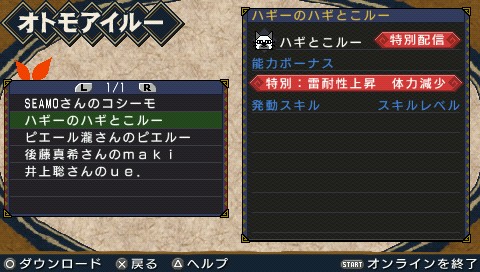 オトモアイルー
L 1/1 R
SEAMOさんのコシーモ
ハギーのハギとこルー
ピエール瀧さんのピエルー
後藤真希さんのmaki
井上聡さんのue.
ハギーのハギとこルー
ハギとこルー 特別配信
能力ボーナス
特別：雷耐性上昇 体力減少
発動スキル スキルレベル
○ダウンロード ×戻る △ヘルプ START オンラインを終了